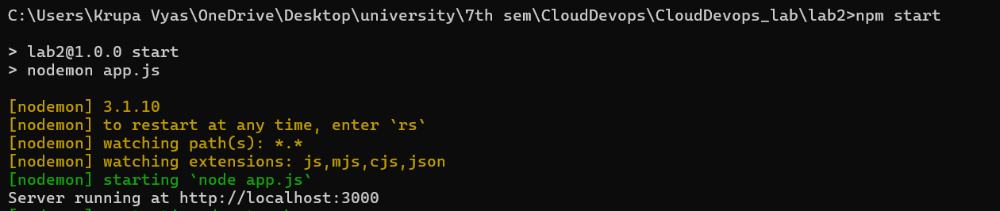 C:\Users\Krupa Vyas\OneDrive\Desktop\university\7th sem\CloudDevops\CloudDevops_lab\lab2>npm start
> lab2@1.0.0 start
> nodemon app.js
[nodemon] 3.1.10
[nodemon] to restart at any time, enter `rs`
[nodemon] watching path(s): *.*
[nodemon] watching extensions: js,mjs,cjs,json
[nodemon] starting `node app.js`
Server running at http://localhost:3000